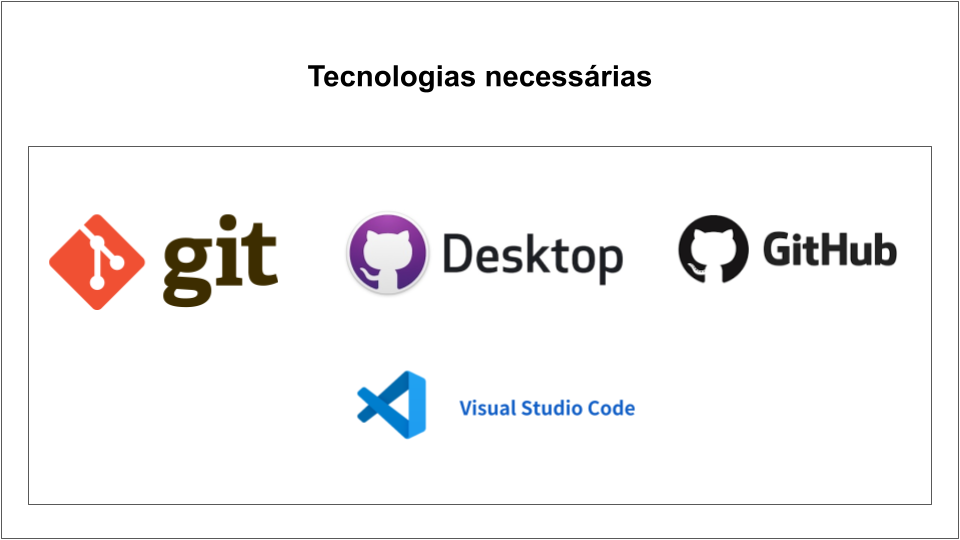 Tecnologias necessárias
git
Desktop
GitHub
Visual Studio Code